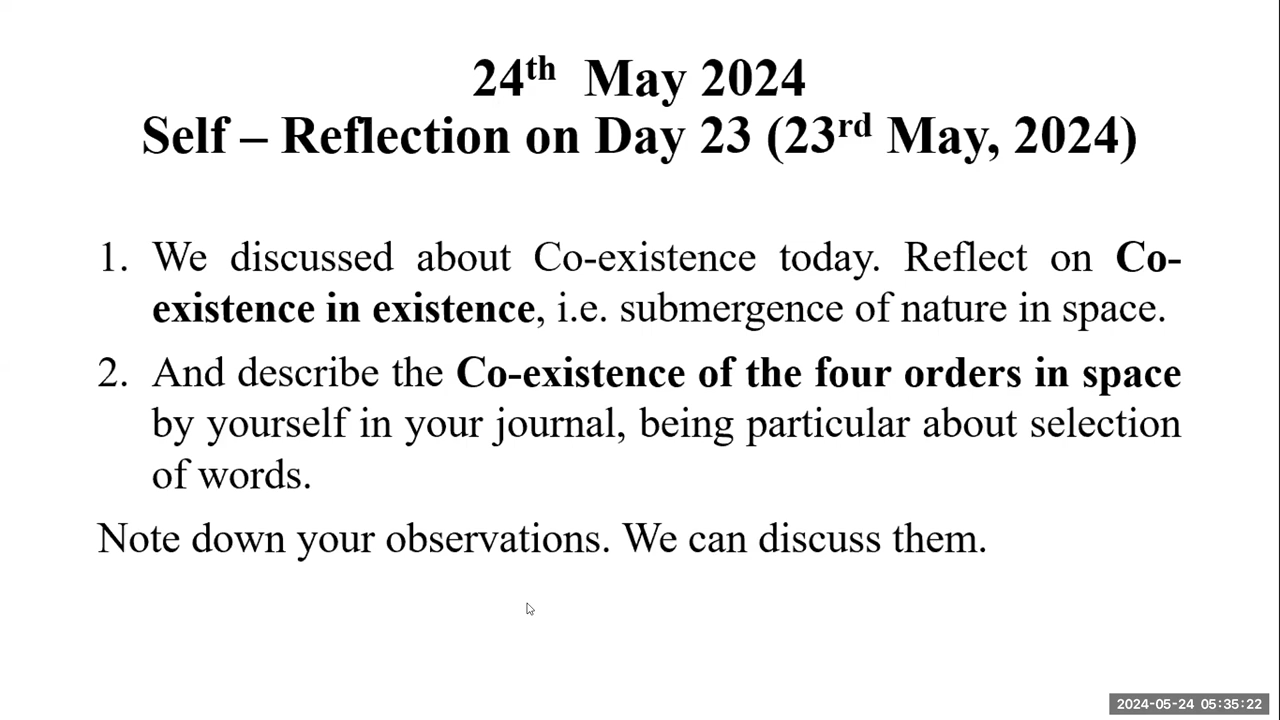 24th May 2024
Self – Reflection on Day 23 (23rd May, 2024)
1. We discussed about Co-existence today. Reflect on Co-
existence in existence, i.e. submergence of nature in space.
2. And describe the Co-existence of the four orders in space
by yourself in your journal, being particular about selection
of words.
Note down your observations. We can discuss them.
2024-05-24 05:35:22